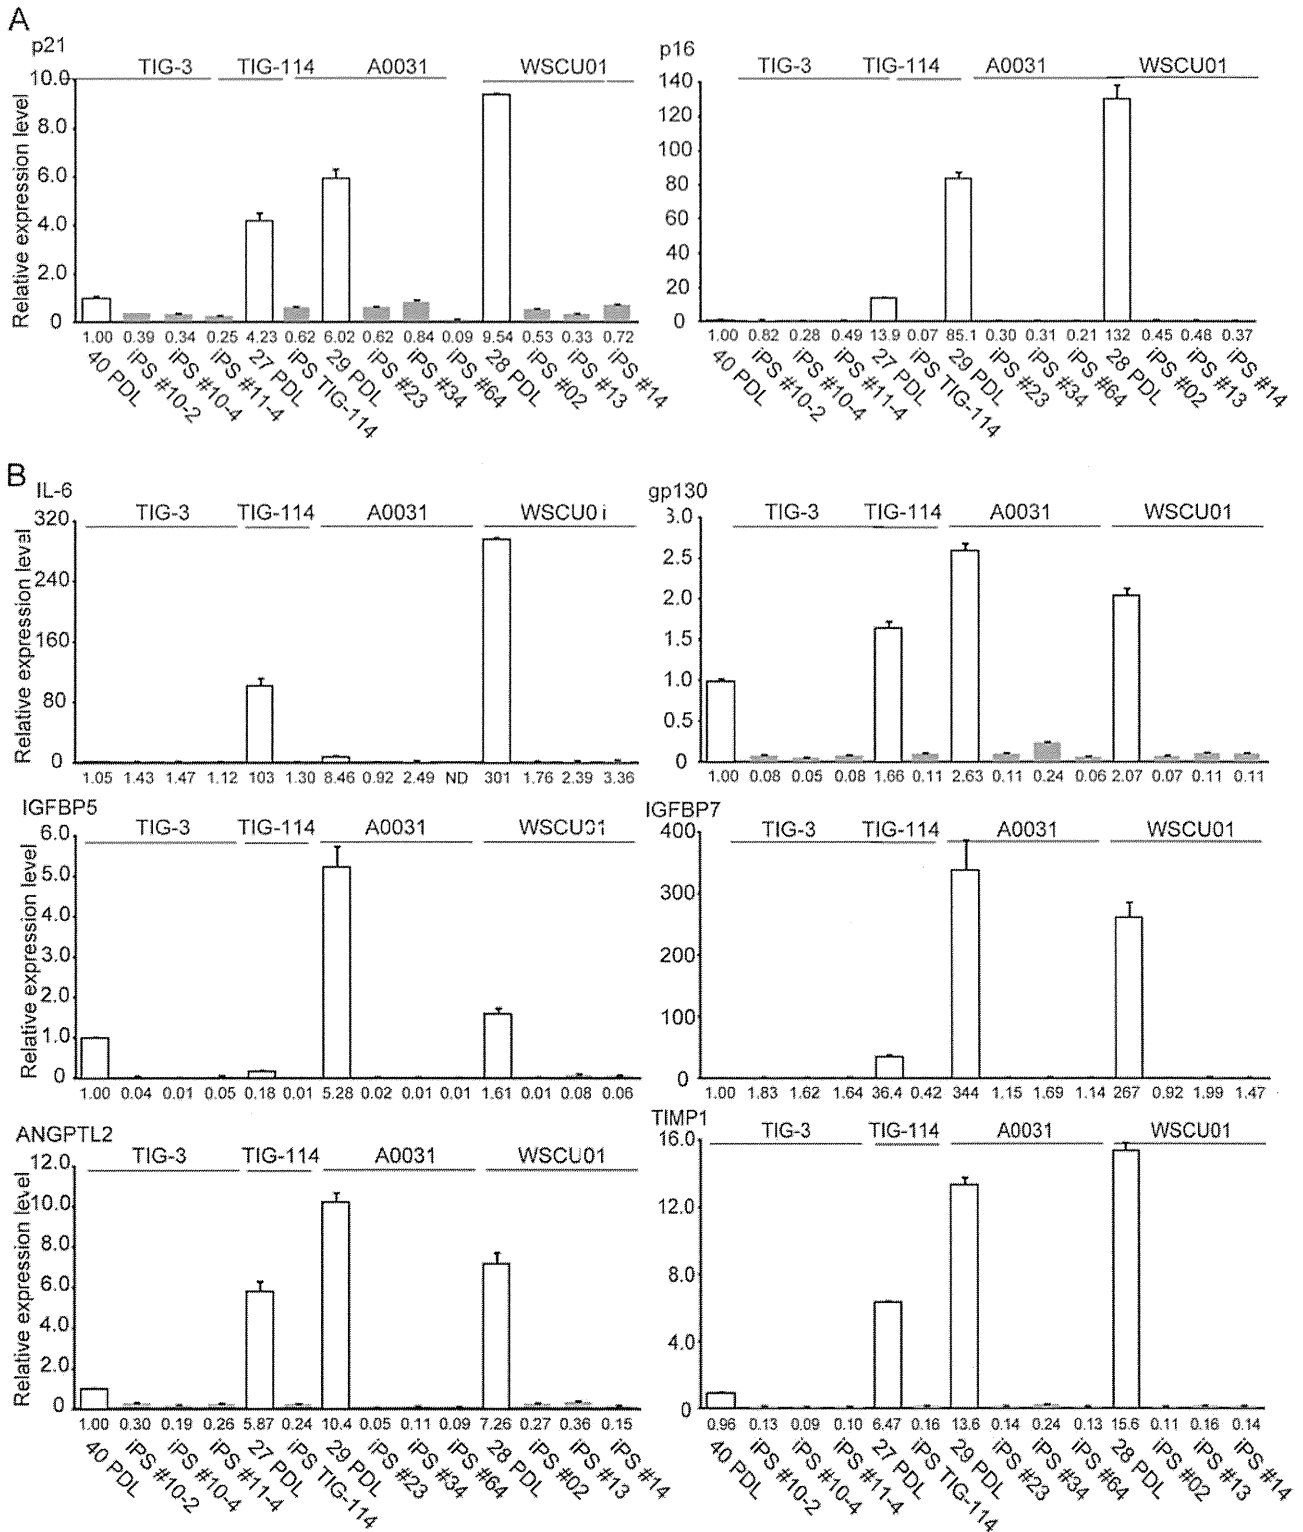 A
p21
TIG-3 TIG-114 A0031 WSCU01
Relative expression level
10.0
8.0
6.0
4.0
2.0
0
1.00 0.39 0.34 0.25 4.23 0.62 6.02 0.62 0.84 0.09 9.54 0.53 0.33 0.72
40 PDL
iPS #10-2
iPS #10-4
iPS #11-4
27 PDL
iPS TIG-114
29 PDL
iPS #23
iPS #34
iPS #64
28 PDL
iPS #02
iPS #13
iPS #14
p16
TIG-3 TIG-114 A0031 WSCU01
140
120
100
80
60
40
20
0
1.00 0.82 0.28 0.49 13.9 0.07 85.1 0.30 0.31 0.21 132 0.45 0.48 0.37
40 PDL
iPS #10-2
iPS #10-4
iPS #11-4
27 PDL
iPS TIG-114
29 PDL
iPS #23
iPS #34
iPS #64
28 PDL
iPS #02
iPS #13
iPS #14
B
IL-6
TIG-3 TIG-114 A0031 WSCU0i
Relative expression level
320
240
160
80
0
1.05 1.43 1.47 1.12 103 1.30 8.46 0.92 2.49 ND 301 1.76 2.39 3.36
gp130
TIG-3 TIG-114 A0031 WSCU01
3.0
2.5
2.0
1.5
1.0
0.5
0
1.00 0.08 0.05 0.08 1.66 0.11 2.63 0.11 0.24 0.06 2.07 0.07 0.11 0.11
IGFBP5
TIG-3 TIG-114 A0031 WSCU01
Relative expression level
6.0
5.0
4.0
3.0
2.0
1.0
0
1.00 0.04 0.01 0.05 0.18 0.01 5.28 0.02 0.01 0.01 1.61 0.01 0.08 0.06
IGFBP7
TIG-3 TIG-114 A0031 WSCU01
400
300
200
100
0
1.00 1.83 1.62 1.64 36.4 0.42 344 1.15 1.69 1.14 267 0.92 1.99 1.47
ANGPTL2
TIG-3 TIG-114 A0031 WSCU01
Relative expression level
12.0
10.0
8.0
6.0
4.0
2.0
0
1.00 0.30 0.19 0.26 5.87 0.24 10.4 0.05 0.11 0.09 7.26 0.27 0.36 0.15
40 PDL
iPS #10-2
iPS #10-4
iPS #11-4
27 PDL
iPS TIG-114
29 PDL
iPS #23
iPS #34
iPS #64
28 PDL
iPS #02
iPS #13
iPS #14
TIMP1
TIG-3 TIG-114 A0031 WSCU01
16.0
12.0
8.0
4.0
0
0.96 0.13 0.09 0.10 6.47 0.16 13.6 0.14 0.24 0.13 15.6 0.11 0.16 0.14
40 PDL
iPS #10-2
iPS #10-4
iPS #11-4
27 PDL
iPS TIG-114
29 PDL
iPS #23
iPS #34
iPS #64
28 PDL
iPS #02
iPS #13
iPS #14